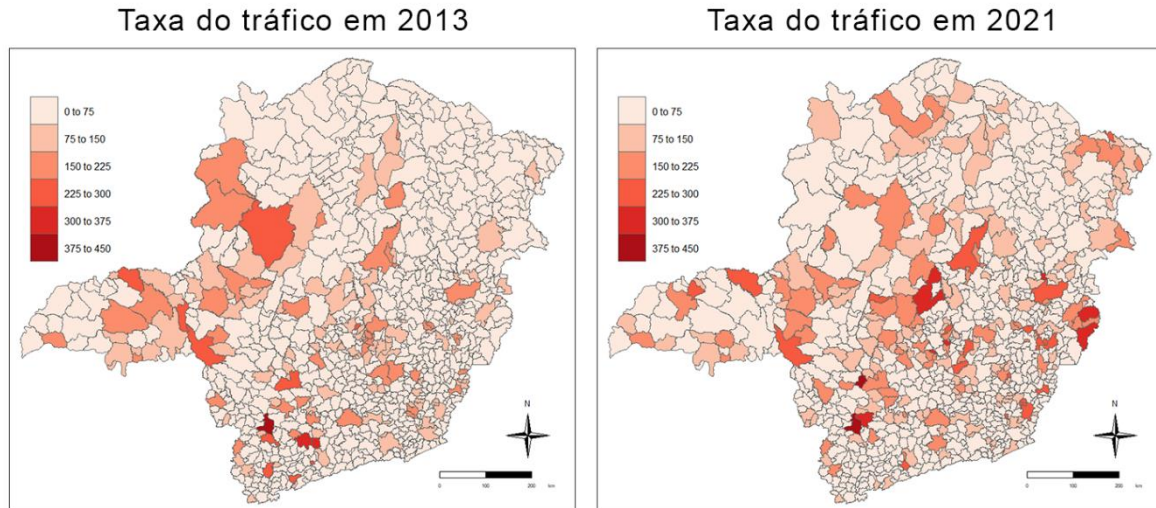 Taxa do tráfico em 2013
0 to 75
75 to 150
150 to 225
225 to 300
300 to 375
375 to 450
N
0 100 200 km
Taxa do tráfico em 2021
0 to 75
75 to 150
150 to 225
225 to 300
300 to 375
375 to 450
N
0 100 200 km